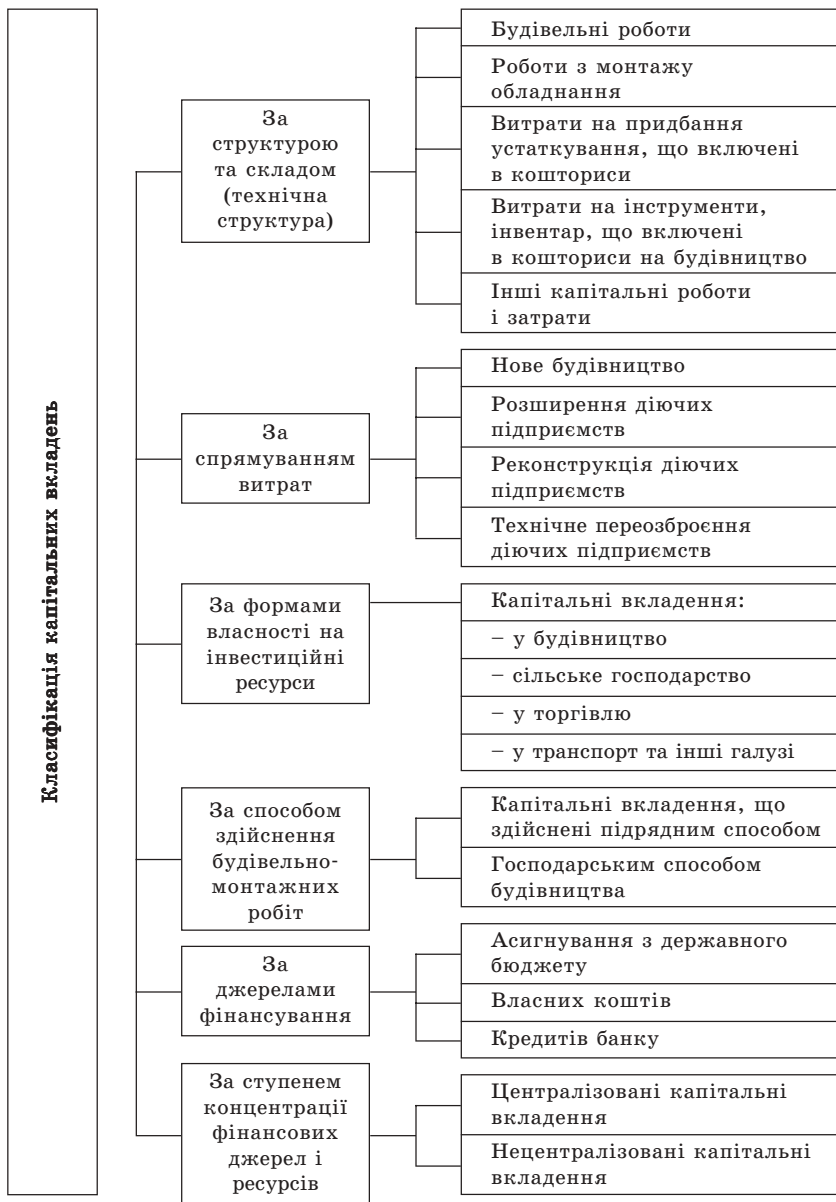 Класифікація капітальних вкладень
За
структурою
та складом
(технічна
структура)
Будівельні роботи
Роботи з монтажу
обладнання
Витрати на придбання
устаткування, що включені
в кошториси
Витрати на інструменти,
інвентар, що включені
в кошториси на будівництво
Інші капітальні роботи
і затрати
За
спрямуванням
витрат
Нове будівництво
Розширення діючих
підприємств
Реконструкція діючих
підприємств
Технічне переозброєння
діючих підприємств
За формами
власності на
інвестиційні
ресурси
Капітальні вкладення:
– у будівництво
– сільське господарство
– у торгівлю
– у транспорт та інші галузі
За способом
здійснення
будівельно-
монтажних
робіт
Капітальні вкладення, що
здійснені підрядним способом
Господарським способом
будівництва
За
джерелами
фінансування
Асигнування з державного
бюджету
Власних коштів
Кредитів банку
За ступенем
концентрації
фінансових
джерел і
ресурсів
Централізовані капітальні
вкладення
Нецентралізовані капітальні
вкладення